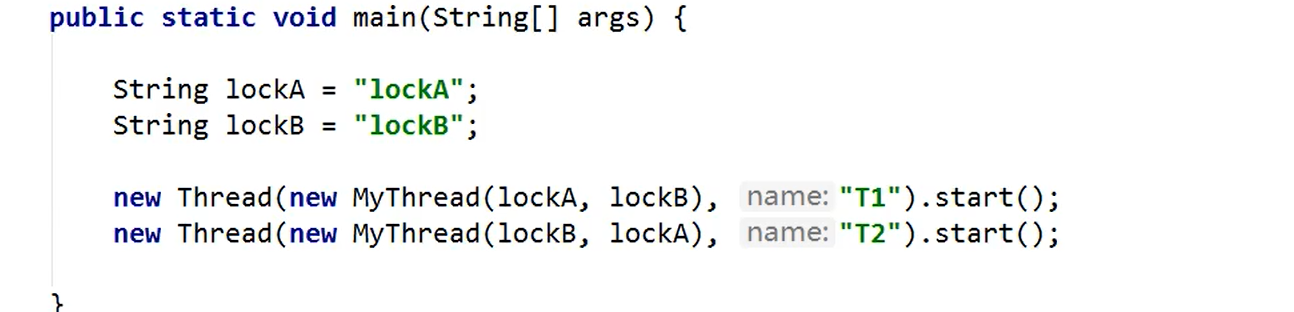 public static void main(String[] args) {
String lockA = "lockA";
String lockB = "lockB";
new Thread(new MyThread(lockA, lockB), name: "T1").start();
new Thread(new MyThread(lockB, lockA), name: "T2").start();
}